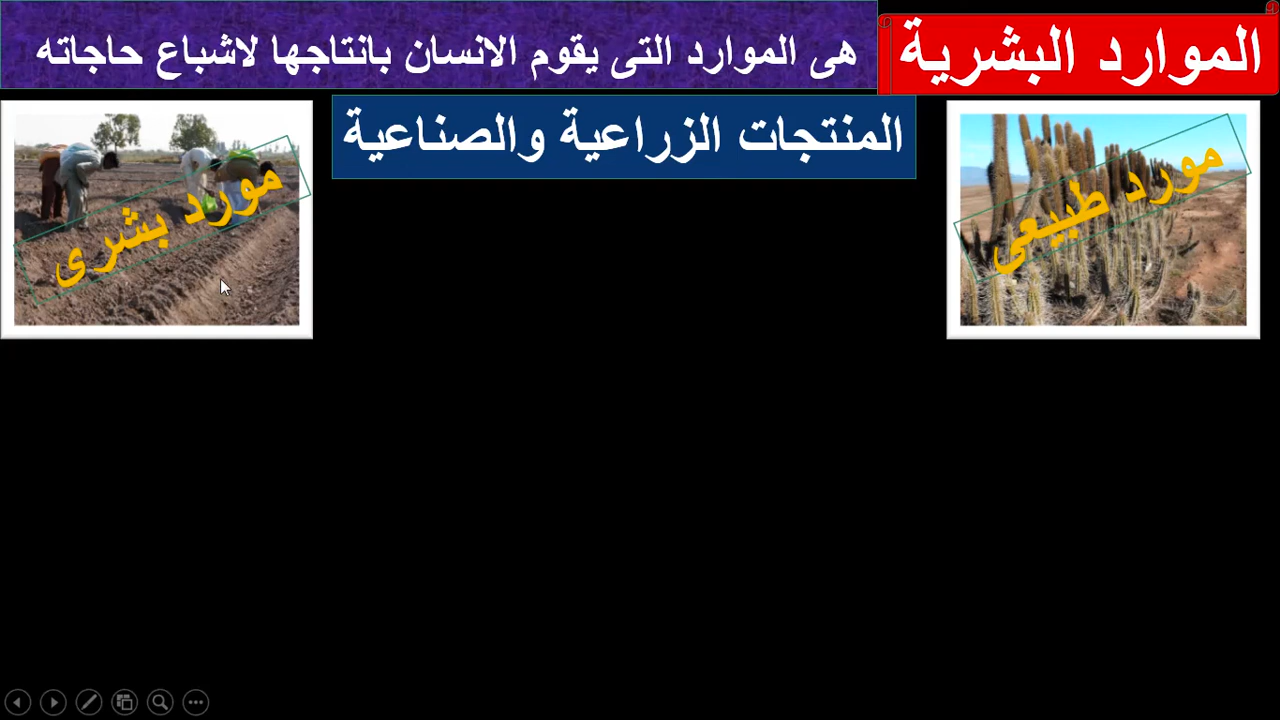 الموارد البشرية
هى الموارد التى يقوم الانسان بانتاجها لاشباع حاجاته
المنتجات الزراعية والصناعية
مورد طبيعى
مورد بشرى